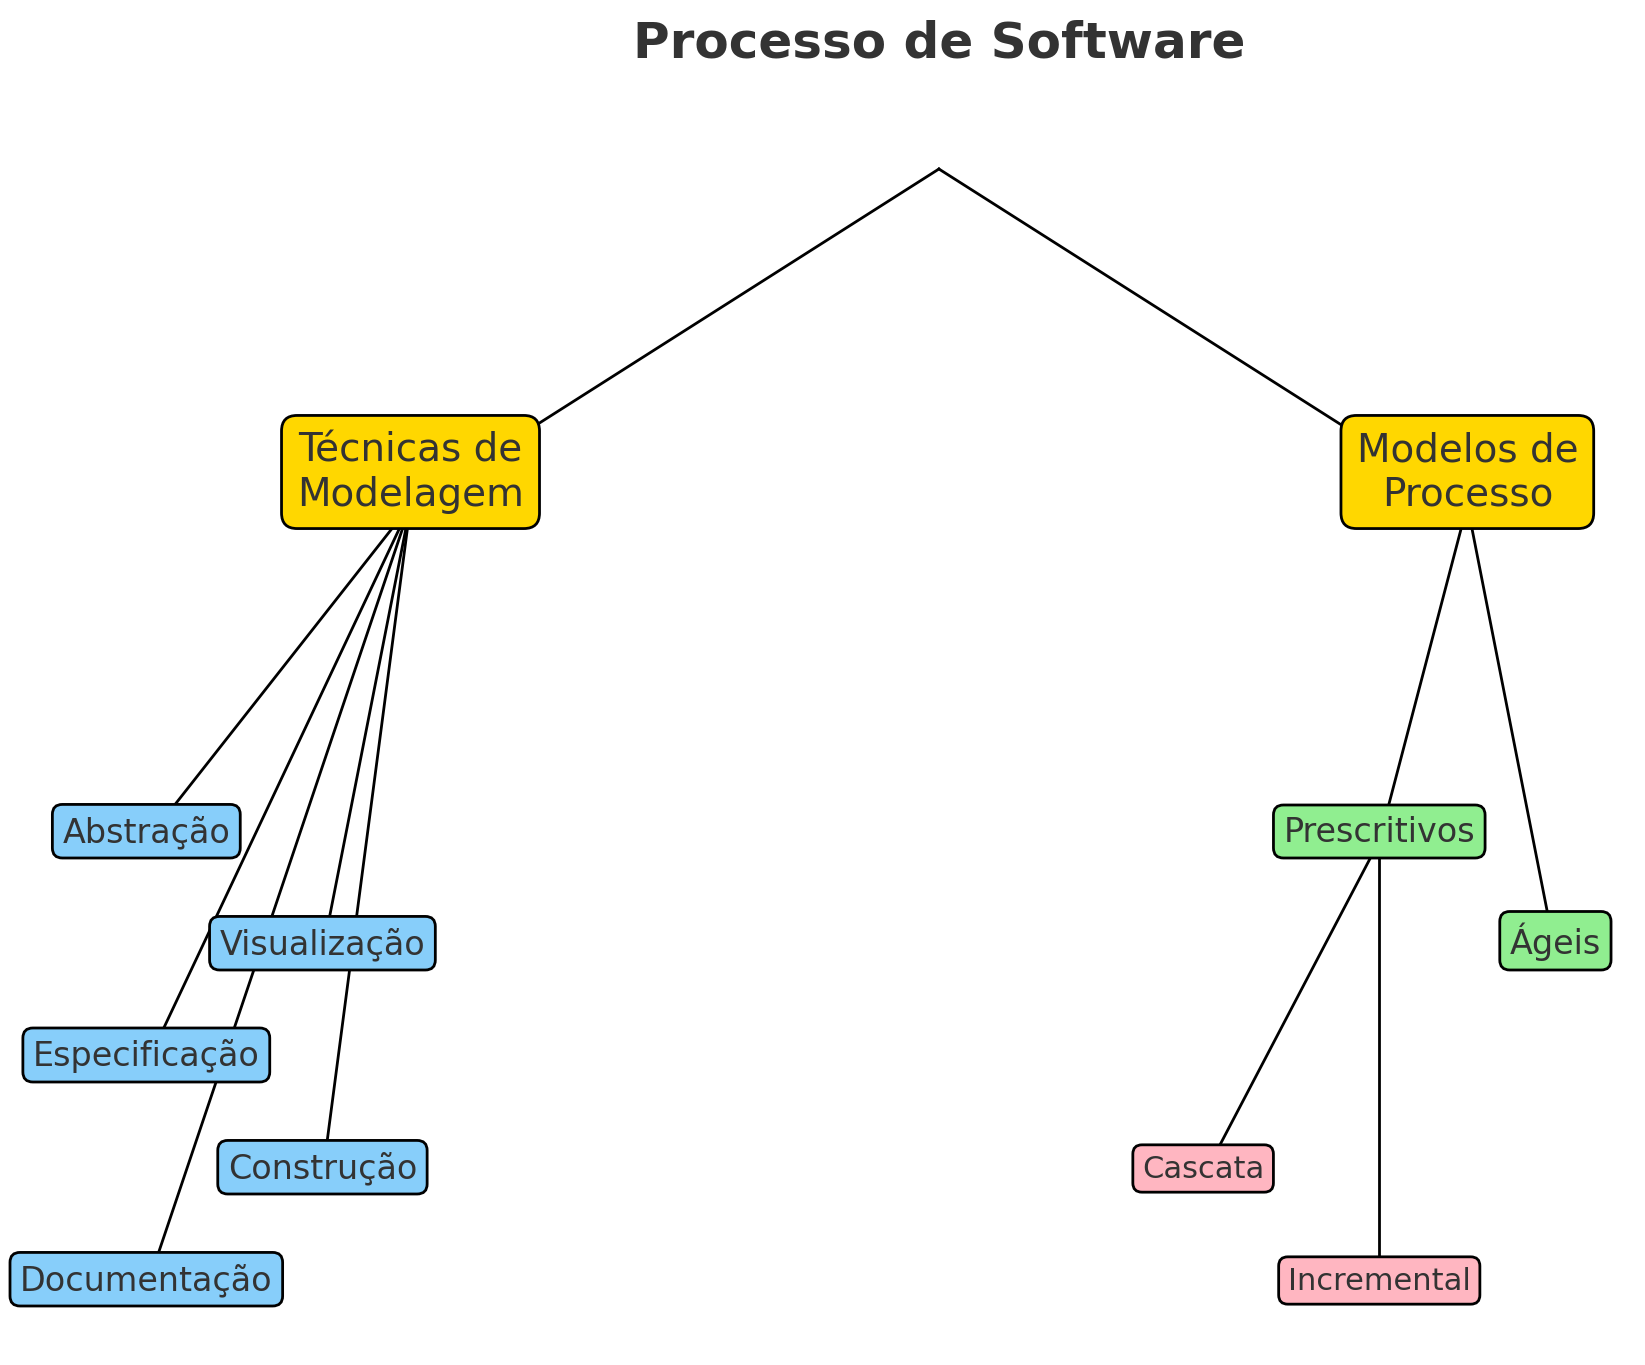 Processo de Software
Técnicas de
Modelagem
Modelos de
Processo
Abstração
Prescritivos
Visualização
Ágeis
Especificação
Construção
Cascata
Documentação
Incremental